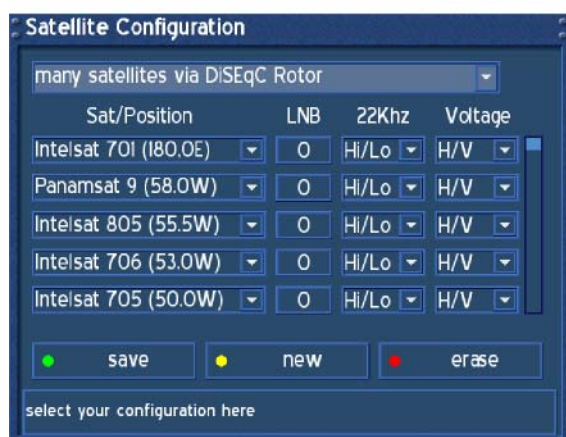 Satellite Configuration
many satellites via DiSEqC Rotor
Sat/Position LNB 22Khz Voltage
Intelsat 701 (180.0E) 0 Hi/Lo H/V
Panamsat 9 (58.0W) 0 Hi/Lo H/V
Intelsat 805 (55.5W) 0 Hi/Lo H/V
Intelsat 706 (53.0W) 0 Hi/Lo H/V
Intelsat 705 (50.0W) 0 Hi/Lo H/V
save new erase
select your configuration here